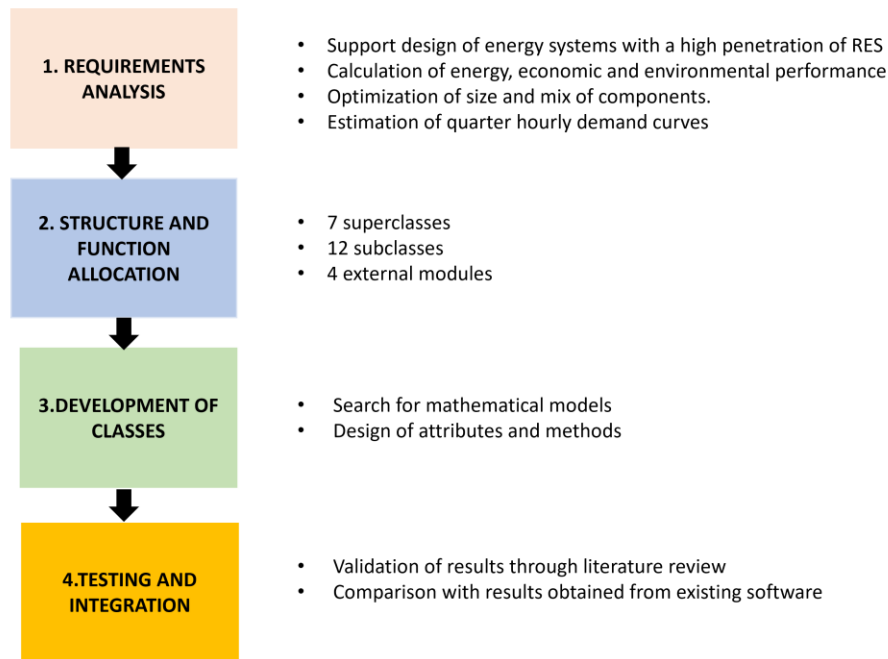 1. REQUIREMENTS
ANALYSIS
• Support design of energy systems with a high penetration of RES
• Calculation of energy, economic and environmental performance
• Optimization of size and mix of components.
• Estimation of quarter hourly demand curves
2. STRUCTURE AND
FUNCTION
ALLOCATION
• 7 superclasses
• 12 subclasses
• 4 external modules
3.DEVELOPMENT OF
CLASSES
• Search for mathematical models
• Design of attributes and methods
4.TESTING AND
INTEGRATION
• Validation of results through literature review
• Comparison with results obtained from existing software